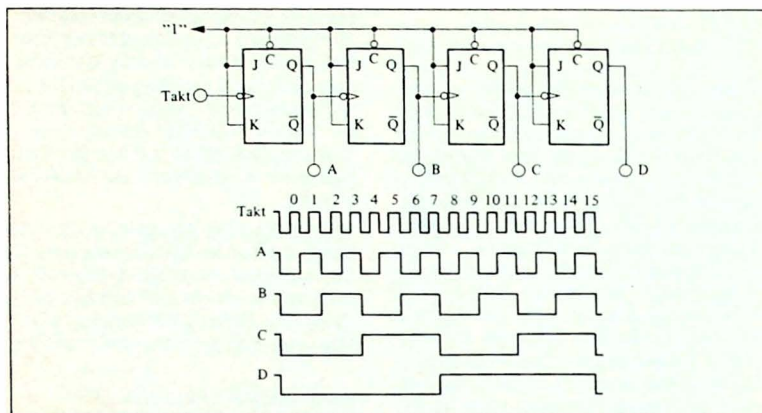 "1"
C C C C
J Q J Q J Q J Q
Takt
K Q̅ K Q̅ K Q̅ K Q̅
A B C D
0 1 2 3 4 5 6 7 8 9 10 11 12 13 14 15
Takt
A
B
C
D